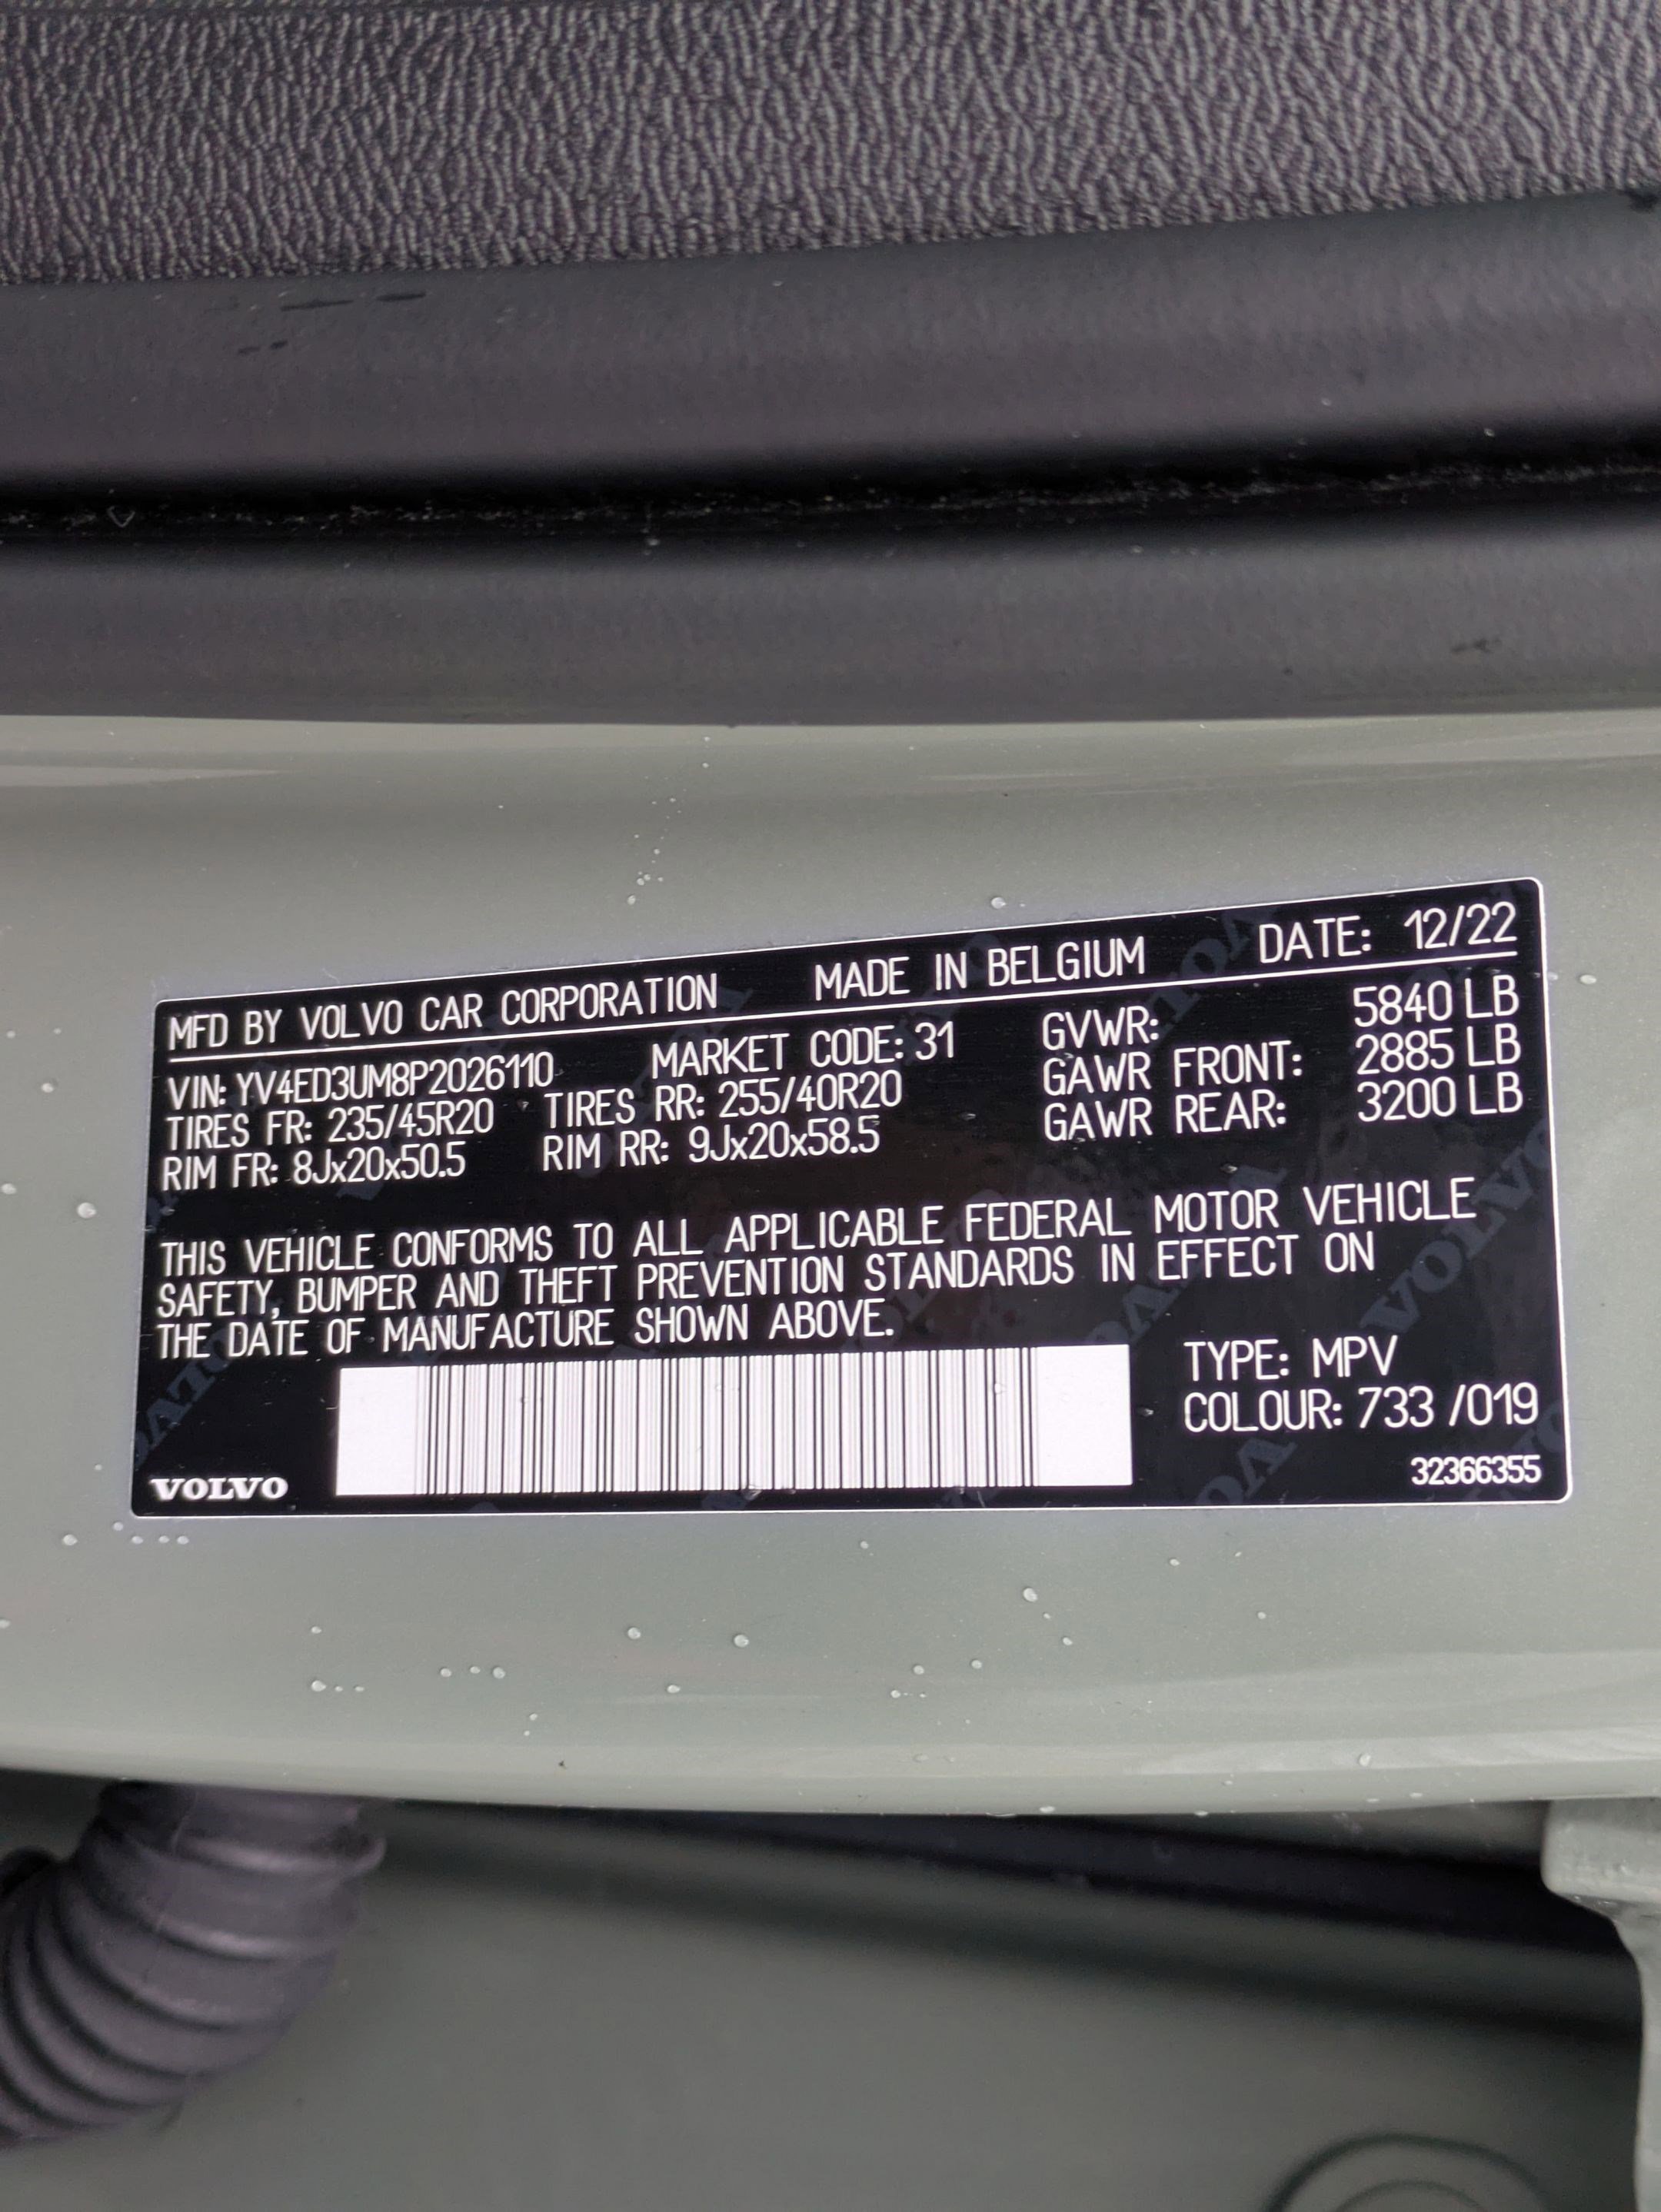 MFD BY VOLVO CAR CORPORATION MADE IN BELGIUM DATE: 12/22
VIN: YV4ED3UM8P2026110 MARKET CODE: 31 GVWR: 5840 LB
TIRES FR: 235/45R20 TIRES RR: 255/40R20 GAWR FRONT: 2885 LB
RIM FR: 8Jx20x50.5 RIM RR: 9Jx20x58.5 GAWR REAR: 3200 LB
THIS VEHICLE CONFORMS TO ALL APPLICABLE FEDERAL MOTOR VEHICLE
SAFETY, BUMPER AND THEFT PREVENTION STANDARDS IN EFFECT ON
THE DATE OF MANUFACTURE SHOWN ABOVE.
TYPE: MPV
COLOUR: 733 /019
VOLVO 32366355